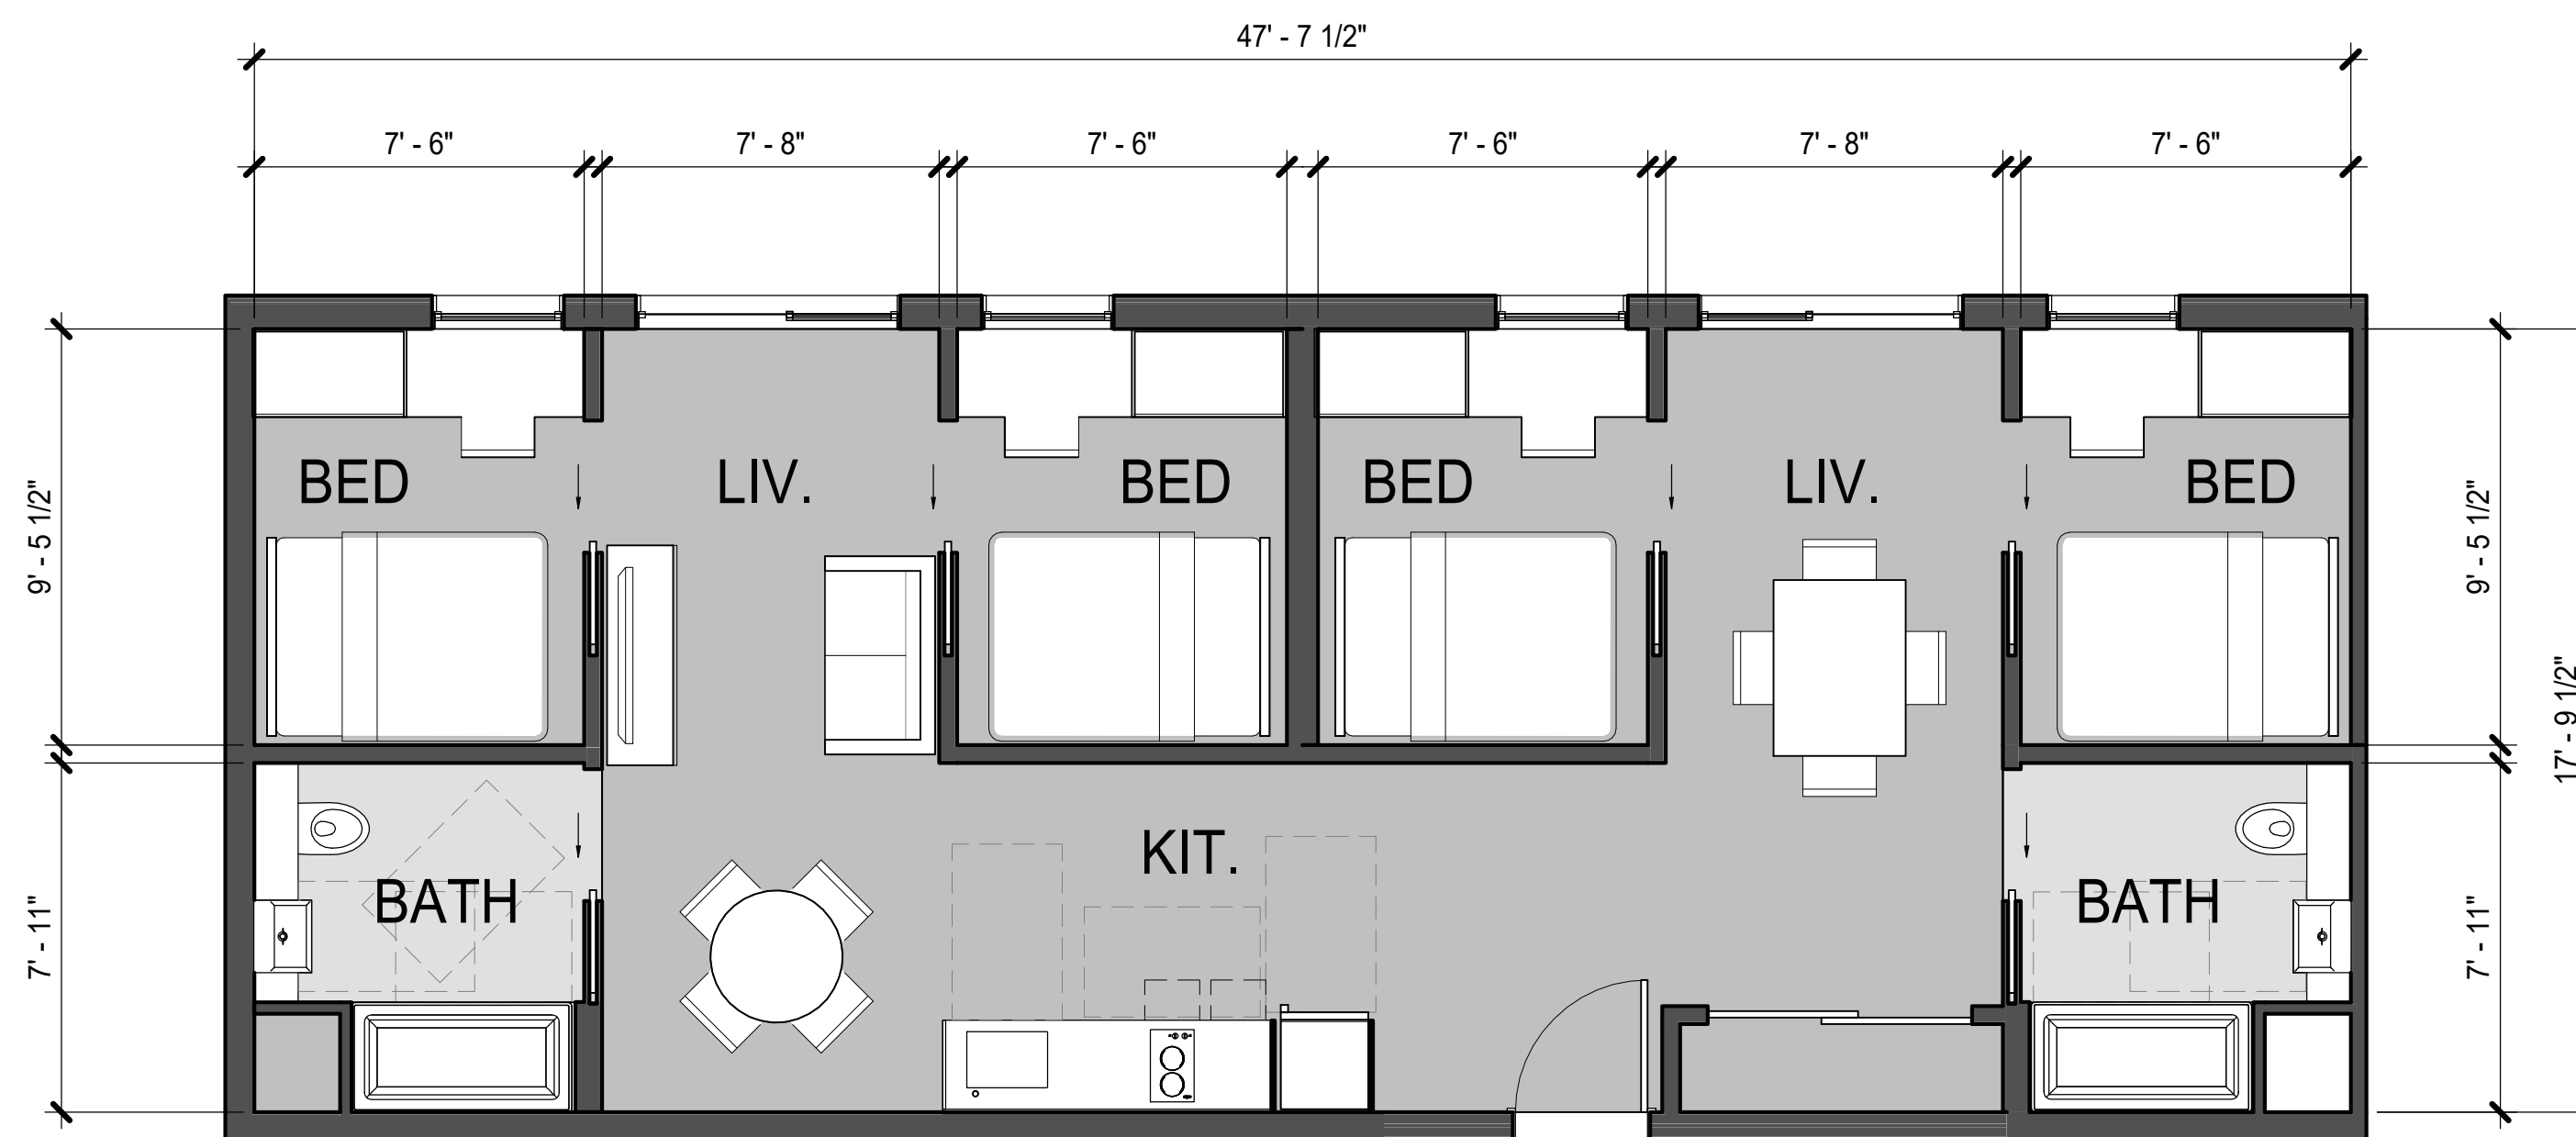 47' - 7 1/2"
7' - 6" 7' - 8" 7' - 6" 7' - 6" 7' - 8" 7' - 6"
BED LIV. BED BED LIV. BED
9' - 5 1/2" 9' - 5 1/2"
17' - 9 1/2"
KIT.
BATH BATH
7' - 11" 7' - 11"